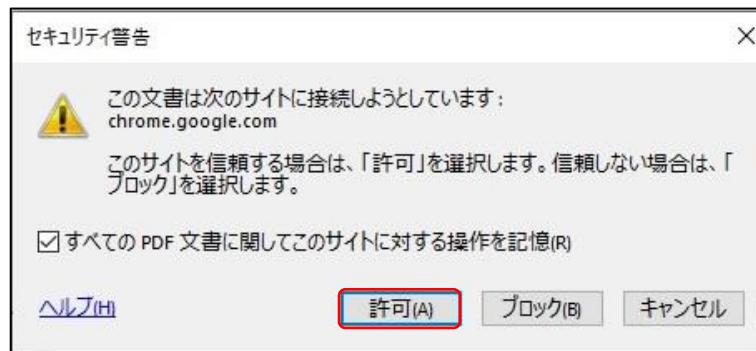 セキュリティ警告
この文書は次のサイトに接続しようとしています:
chrome.google.com
このサイトを信頼する場合は、「許可」を選択します。信頼しない場合は、「
ブロック」を選択します。
すべての PDF 文書に関してこのサイトに対する操作を記憶(R)
ヘルプ(H)
許可(A)
ブロック(B)
キャンセル